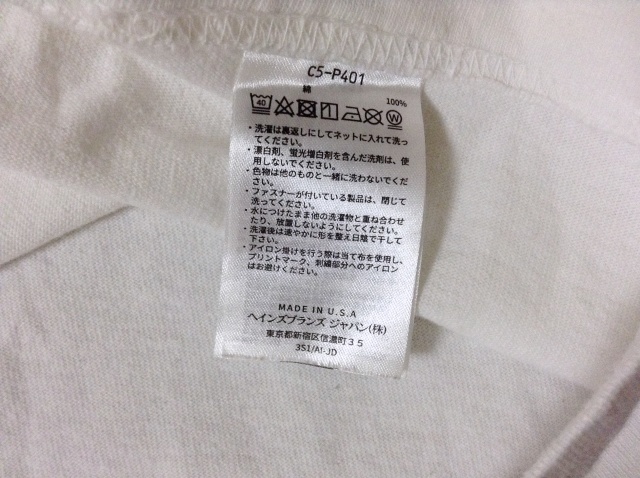 C5-P401
綿 100%
40 W
・洗濯は裏返しにしてネットに入れて洗っ
てください。
・漂白剤、蛍光増白剤を含んだ洗剤は、使
用しないでください。
・色物は他のものと一緒に洗わないでくだ
さい。
・ファスナーが付いている製品は、閉じて
洗ってください。
・水につけたまま他の洗濯物と重ね合わせ
たり、放置しないようにしてください。
・洗濯後は速やかに形を整え日陰で干して
下さい。
・アイロン掛けを行う際は当て布を使用し、
プリントマーク、刺繍部分へのアイロン
はお避けください。
MADE IN U.S.A
ヘインズブランズ ジャパン(株)
東京都新宿区信濃町35
3S1/AI-JD